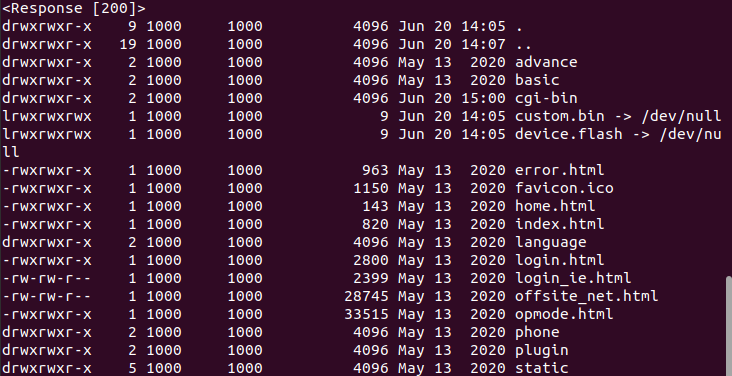 <Response [200]>
drwxrwxr-x 9 1000 1000 4096 Jun 20 14:05 .
drwxrwxr-x 19 1000 1000 4096 Jun 20 14:07 ..
drwxrwxr-x 2 1000 1000 4096 May 13 2020 advance
drwxrwxr-x 2 1000 1000 4096 May 13 2020 basic
drwxrwxr-x 2 1000 1000 4096 Jun 20 15:00 cgi-bin
lrwxrwxrwx 1 1000 1000 9 Jun 20 14:05 custom.bin -> /dev/null
lrwxrwxrwx 1 1000 1000 9 Jun 20 14:05 device.flash -> /dev/nu
ll
-rwxrwxr-x 1 1000 1000 963 May 13 2020 error.html
-rwxrwxr-x 1 1000 1000 1150 May 13 2020 favicon.ico
-rwxrwxr-x 1 1000 1000 143 May 13 2020 home.html
-rwxrwxr-x 1 1000 1000 820 May 13 2020 index.html
drwxrwxr-x 2 1000 1000 4096 May 13 2020 language
-rwxrwxr-x 1 1000 1000 2800 May 13 2020 login.html
-rw-rw-r-- 1 1000 1000 2399 May 13 2020 login_ie.html
-rw-rw-r-- 1 1000 1000 28745 May 13 2020 offsite_net.html
-rwxrwxr-x 1 1000 1000 33515 May 13 2020 opmode.html
drwxrwxr-x 2 1000 1000 4096 May 13 2020 phone
drwxrwxr-x 2 1000 1000 4096 May 13 2020 plugin
drwxrwxr-x 5 1000 1000 4096 May 13 2020 static